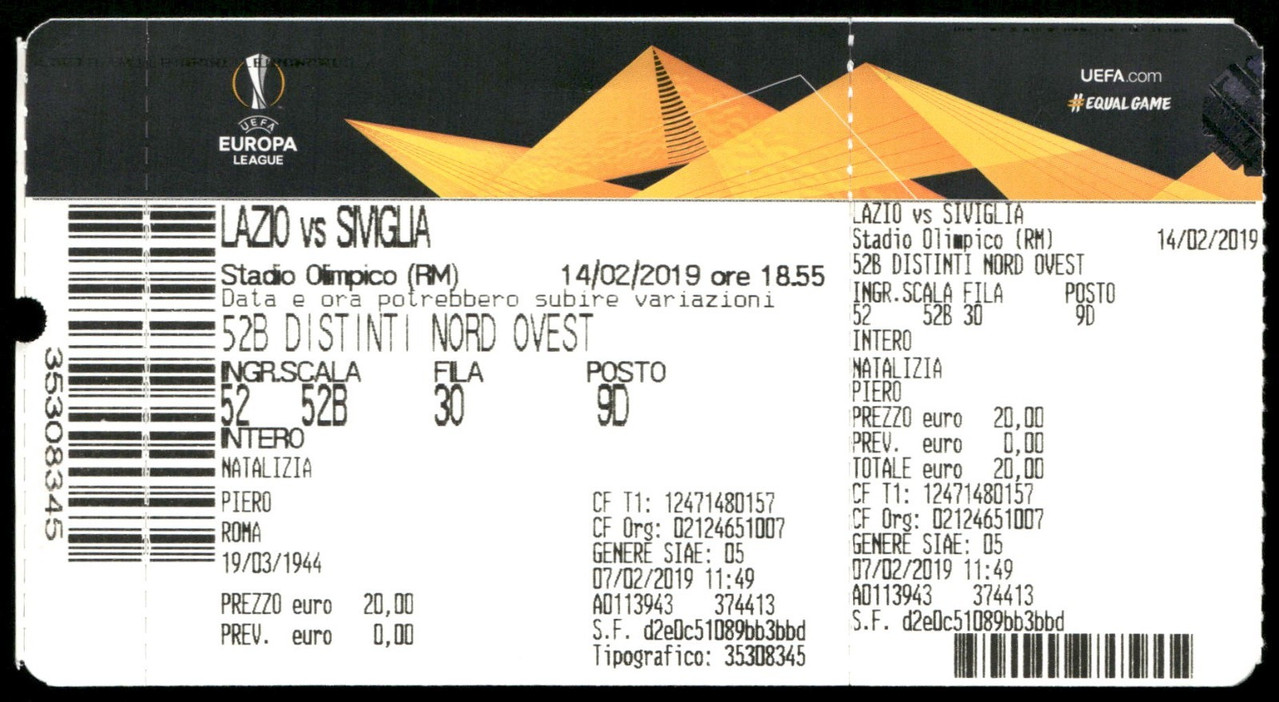 UEFA
EUROPA
LEAGUE
UEFA.com
#EQUALGAME
35308345
LAZIO vs SIVIGLIA
Stadio Olimpico (RM) 14/02/2019 ore 18.55
Data e ora potrebbero subire variazioni
52B DISTINTI NORD OVEST
INGR.SCALA FILA POSTO
52 52B 30 9D
INTERO
NATALIZIA
PIERO
ROMA
19/03/1944
PREZZO euro 20,00
PREV. euro 0,00
CF T1: 12471480157
CF Org: 02124651007
GENERE SIAE: 05
07/02/2019 11:49
A0113943 374413
S.F. d2e0c51089bb3bbd
Tipografico: 35308345
LAZIO vs SIVIGLIA
Stadio Olimpico (RM) 14/02/2019
52B DISTINTI NORD OVEST
INGR.SCALA FILA POSTO
52 52B 30 9D
INTERO
NATALIZIA
PIERO
PREZZO euro 20,00
PREV. euro 0,00
TOTALE euro 20,00
CF T1: 12471480157
CF Org: 02124651007
GENERE SIAE: 05
07/02/2019 11:49
A0113943 374413
S.F. d2e0c51089bb3bbd